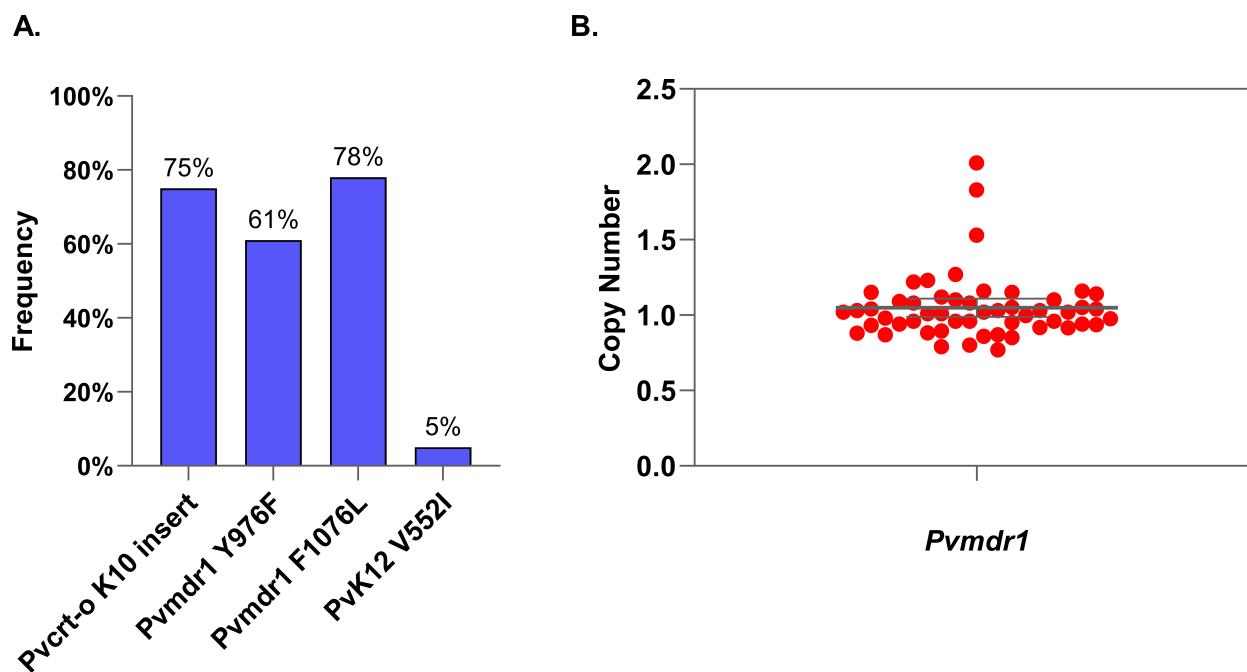 A.
100%
80%
60%
40%
20%
0%
Frequency
75%
61%
78%
5%
Pvcrt-o K10 insert
Pvmdr1 Y976F
Pvmdr1 F1076L
PvK12 V552I
B.
2.5
2.0
1.5
1.0
0.5
0.0
Copy Number
Pvmdr1